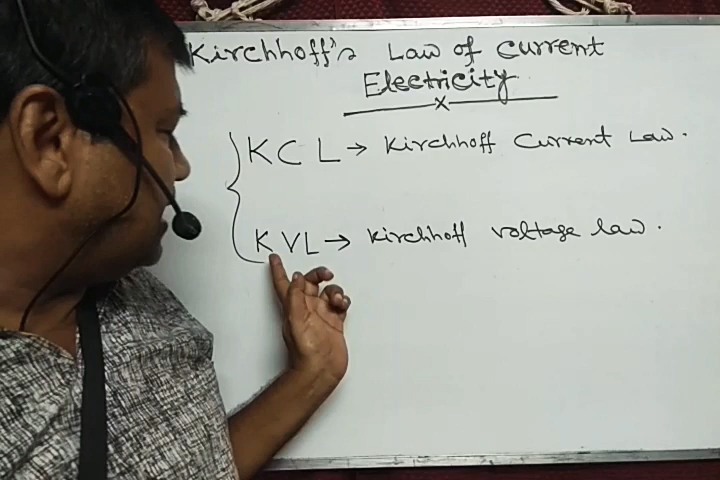 Kirchhoff's Law of Current
Electricity
KCL → Kirchhoff Current Law.
KVL → Kirchhoff voltage law.